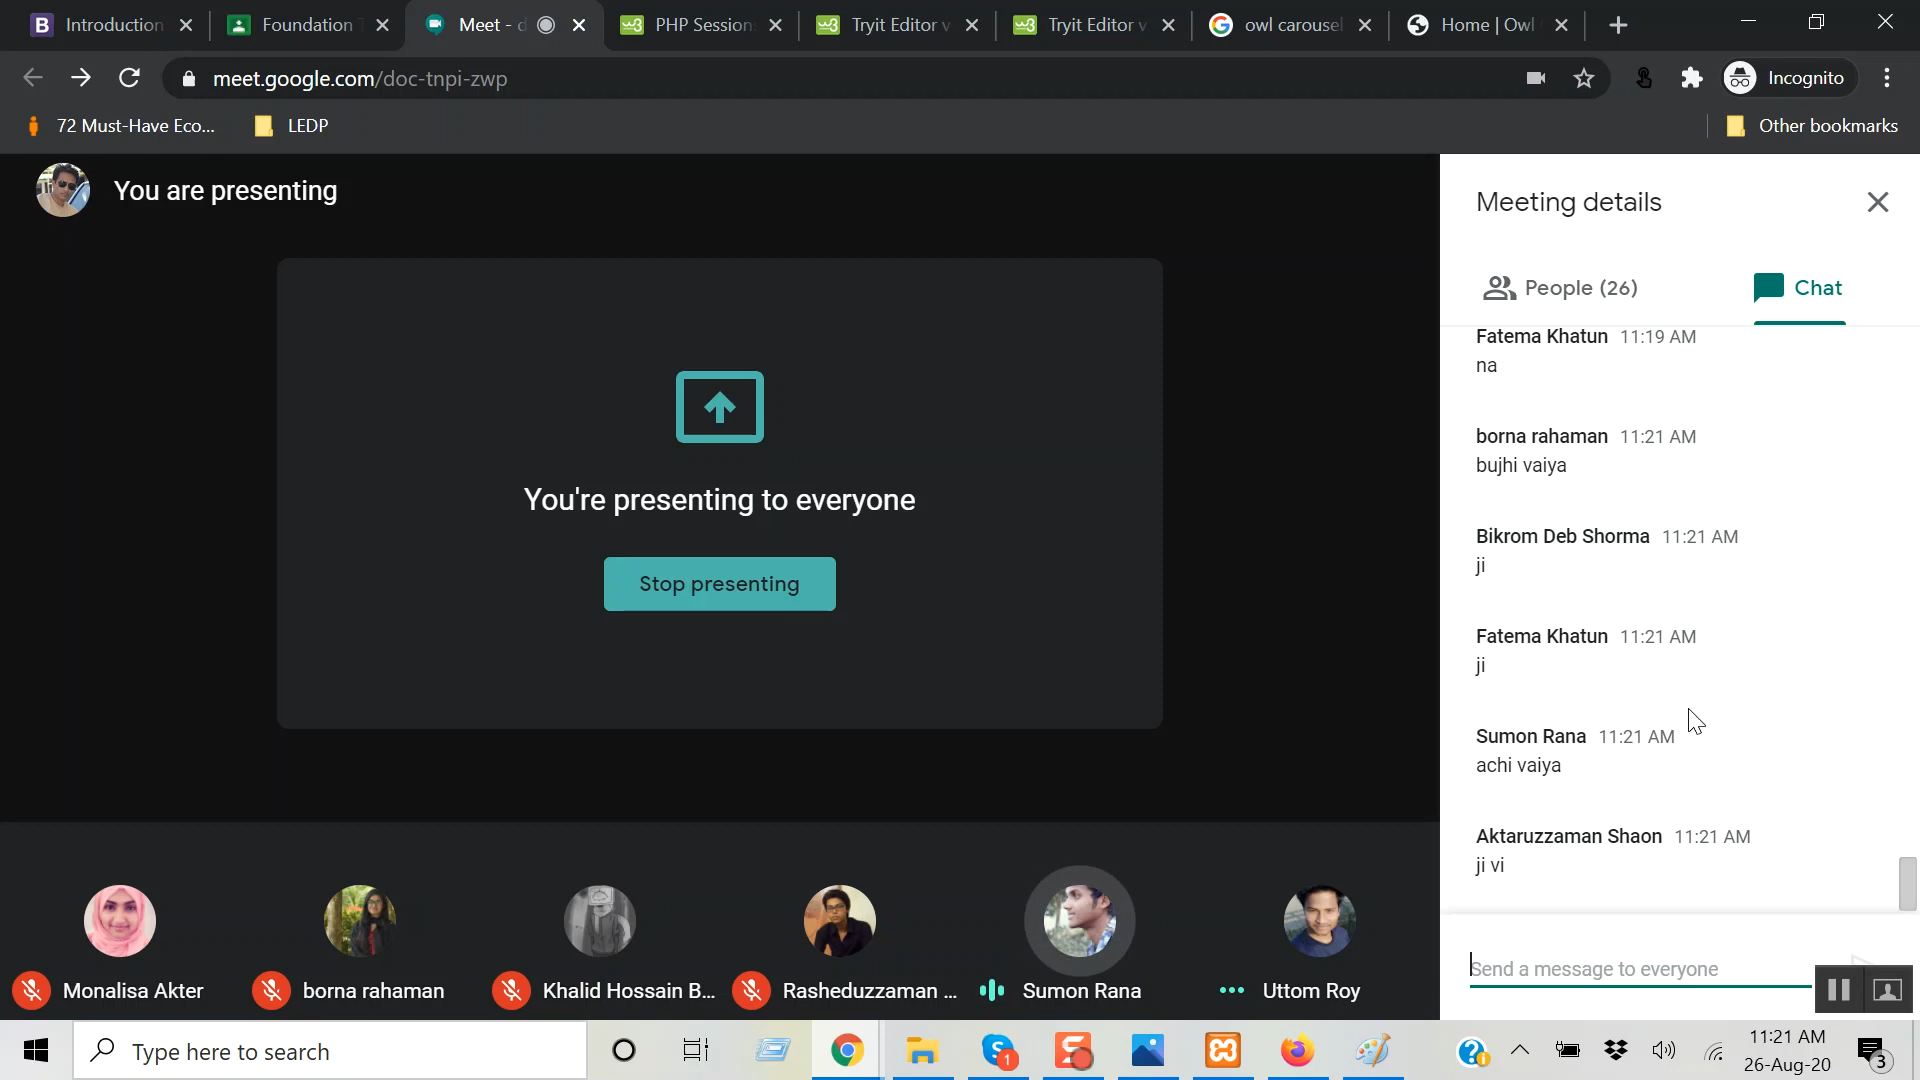 Introduction
Foundation T
Meet - d
PHP Session
Tryit Editor v
Tryit Editor v
owl carousel
Home | Owl
meet.google.com/doc-tnpi-zwp
Incognito
72 Must-Have Eco...
LEDP
Other bookmarks
You are presenting
You're presenting to everyone
Stop presenting
Meeting details
People (26)
Chat
Fatema Khatun 11:19 AM
na
borna rahaman 11:21 AM
bujhi vaiya
Bikrom Deb Shorma 11:21 AM
ji
Fatema Khatun 11:21 AM
ji
Sumon Rana 11:21 AM
achi vaiya
Aktaruzzaman Shaon 11:21 AM
ji vi
Send a message to everyone
Monalisa Akter
borna rahaman
Khalid Hossain B...
Rasheduzzaman ...
Sumon Rana
Uttom Roy
Type here to search
1
11:21 AM
26-Aug-20
3